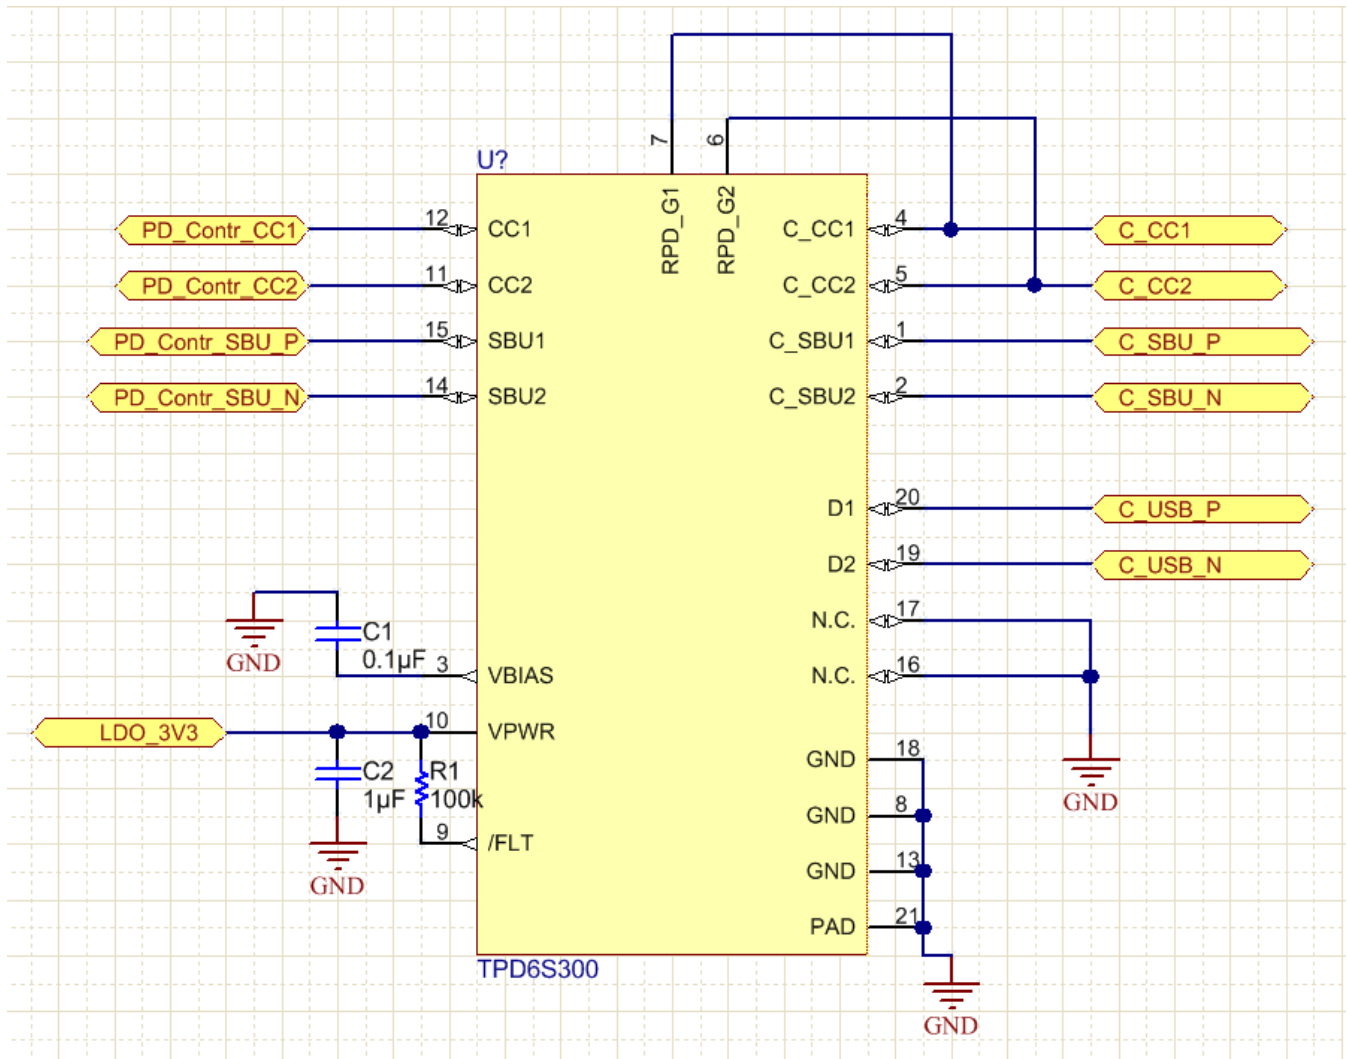 7
6
U?
RPD_G1
RPD_G2
PD_Contr_CC1
12
CC1
C_CC1
4
C_CC1
PD_Contr_CC2
11
CC2
C_CC2
5
C_CC2
PD_Contr_SBU_P
15
SBU1
C_SBU1
1
C_SBU_P
PD_Contr_SBU_N
14
SBU2
C_SBU2
2
C_SBU_N
D1
20
C_USB_P
D2
19
C_USB_N
N.C.
17
GND
C1
0.1µF
3
VBIAS
N.C.
16
LDO_3V3
10
VPWR
GND
18
C2
1µF
R1
100k
GND
GND
8
9
/FLT
GND
13
GND
PAD
21
TPD6S300
GND